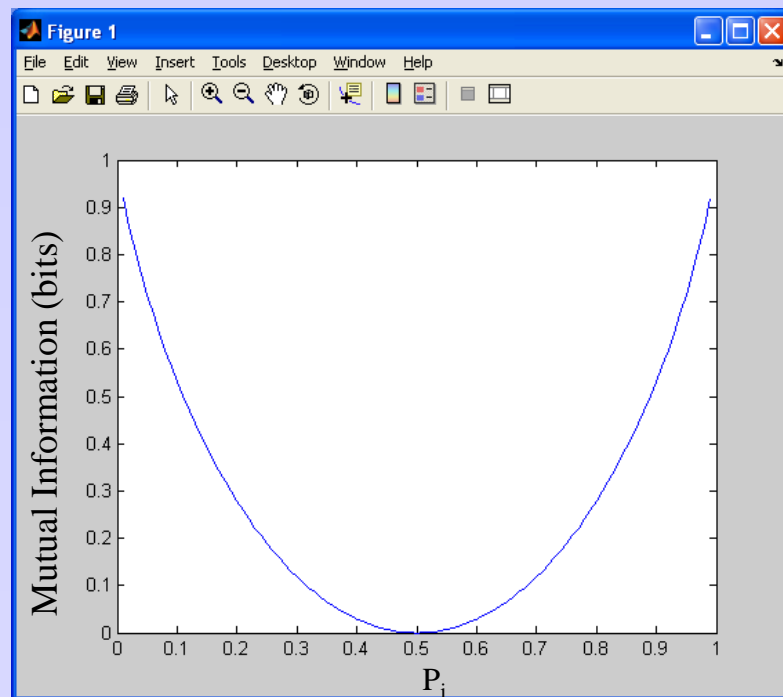 Figure 1
File Edit View Insert Tools Desktop Window Help
Mutual Information (bits)
1
0.9
0.8
0.7
0.6
0.5
0.4
0.3
0.2
0.1
0
0 0.1 0.2 0.3 0.4 0.5 0.6 0.7 0.8 0.9 1
P_i